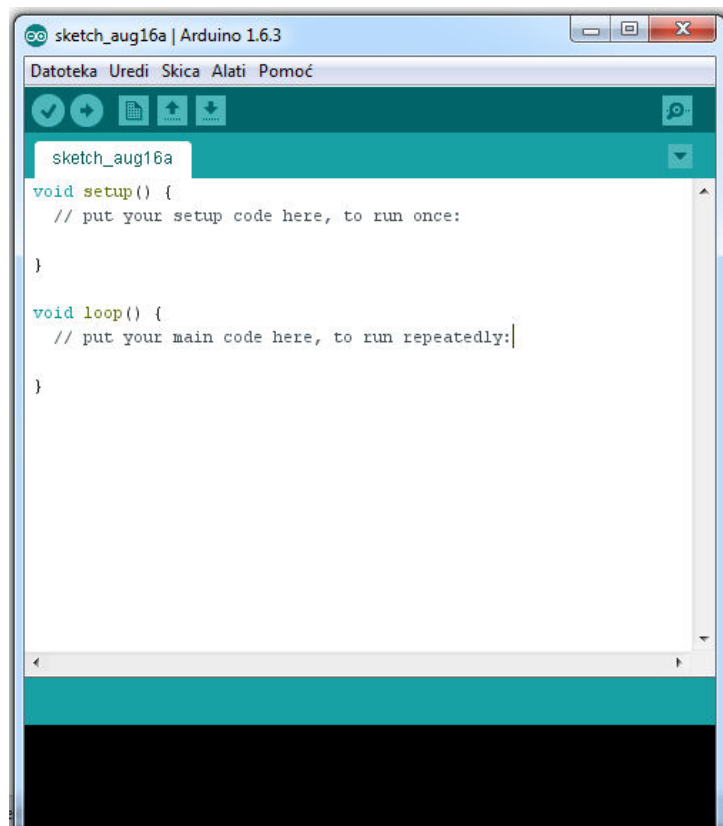 sketch_aug16a | Arduino 1.6.3
Datoteka Uredi Skica Alati Pomoć
sketch_aug16a
void setup() {
  // put your setup code here, to run once:
}
void loop() {
  // put your main code here, to run repeatedly:
}